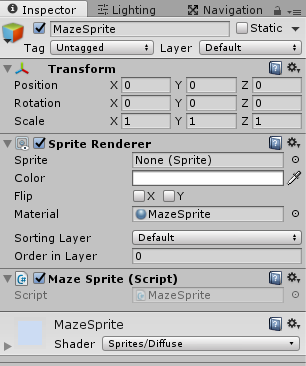 Inspector Lighting Navigation
MazeSprite Static
Tag Untagged Layer Default
Transform
Position X 0 Y 0 Z 0
Rotation X 0 Y 0 Z 0
Scale X 1 Y 1 Z 1
Sprite Renderer
Sprite None (Sprite)
Color
Flip X Y
Material MazeSprite
Sorting Layer Default
Order in Layer 0
Maze Sprite (Script)
Script MazeSprite
MazeSprite
Shader Sprites/Diffuse